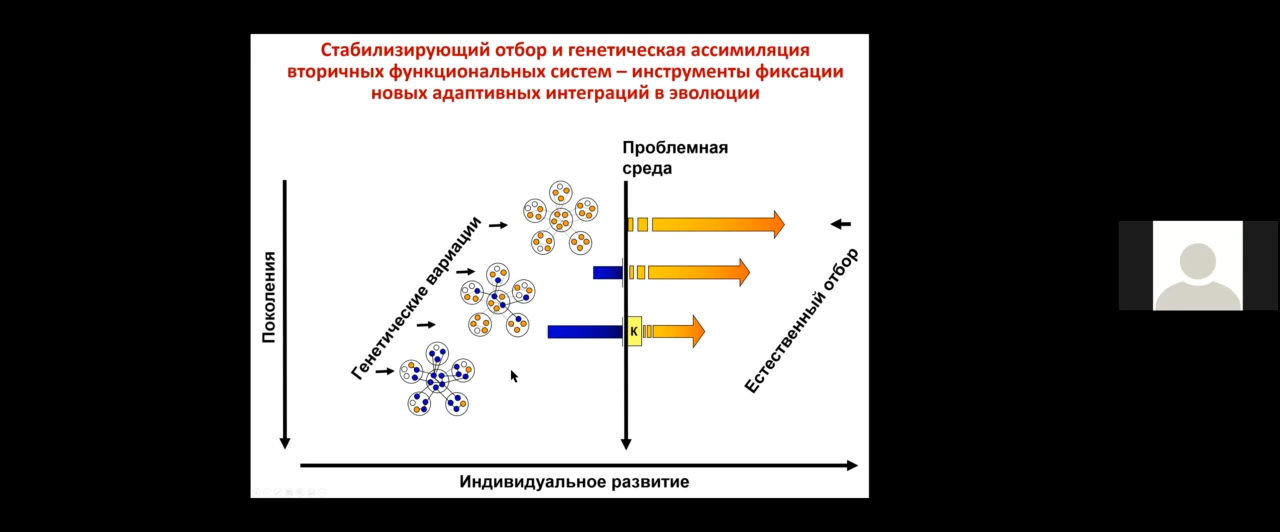 Стабилизирующий отбор и генетическая ассимиляция
вторичных функциональных систем – инструменты фиксации
новых адаптивных интеграций в эволюции
Проблемная
среда
Поколения
Генетические вариации
К
Естественный отбор
Индивидуальное развитие